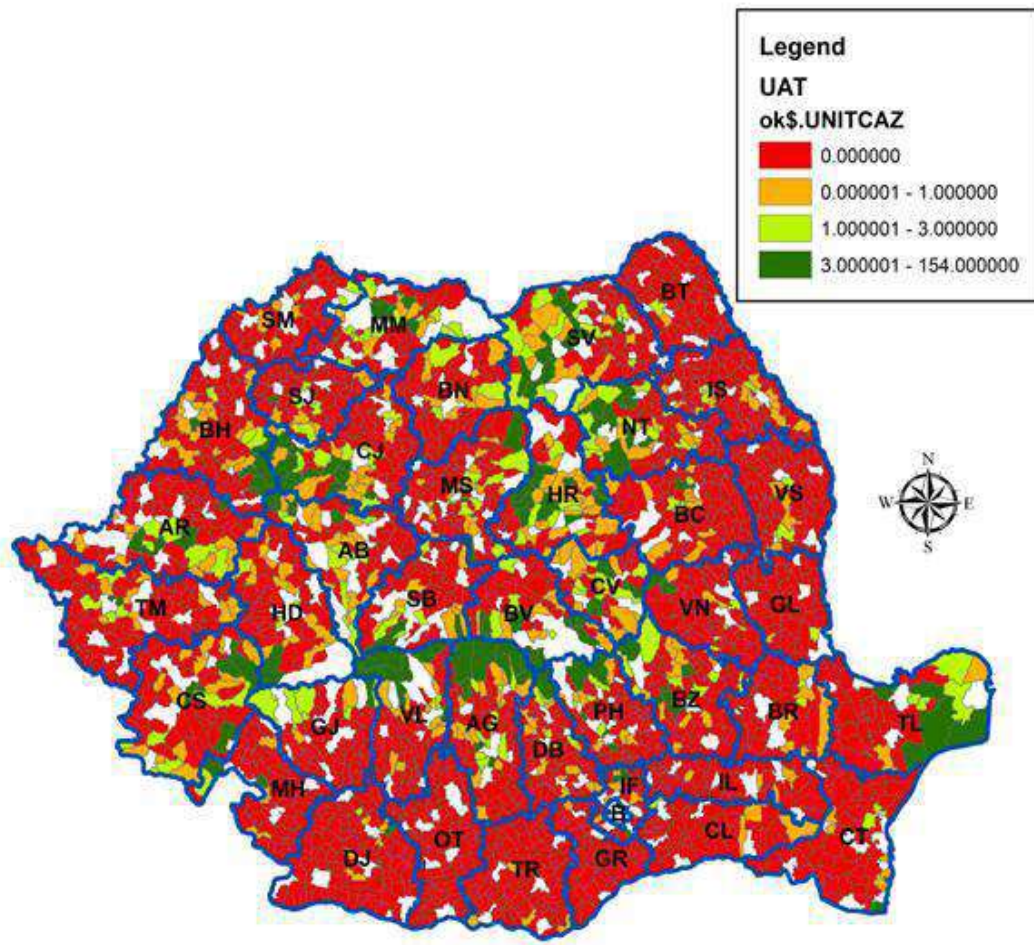 Legend
UAT
ok$.UNITCAZ
0.000000
0.000001 - 1.000000
1.000001 - 3.000000
3.000001 - 154.000000
BT
SM
MM
SV
SJ
BN
IS
BH
CJ
NT
MS
HR
VS
BC
AR
AB
CV
TM
HD
SB
BV
VN
GL
CS
GJ
VL
AG
PH
BZ
BR
TL
DB
MH
IF
IL
B
CL
CT
DJ
OT
TR
GR
N
W
E
S